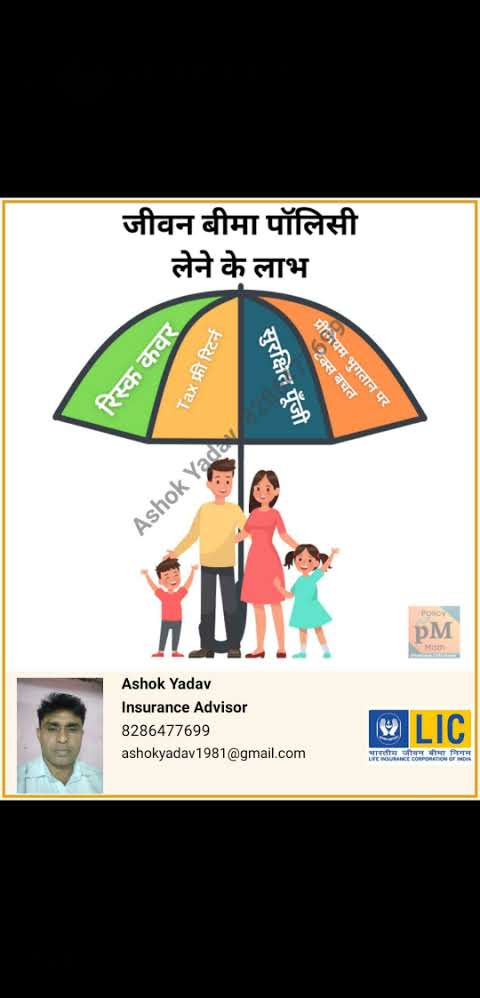 जीवन बीमा पॉलिसी
लेने के लाभ
रिस्क कवर
Tax फ्री रिटर्न
सुरक्षित पूँजी
प्रीमियम भुगतान पर
टैक्स बचत
Ashok Yadav 8286477699
POLICY
pM
Math
Ashok Yadav
Insurance Advisor
8286477699
ashokyadav1981@gmail.com
LIC
भारतीय जीवन बीमा निगम
LIFE INSURANCE CORPORATION OF INDIA